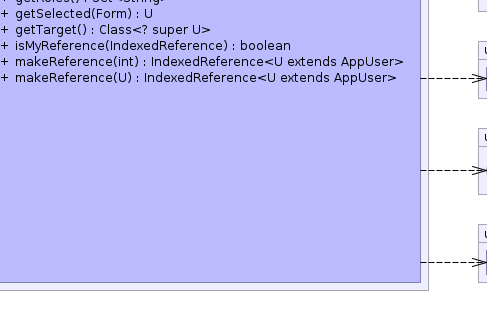 + getRoles() : Set <String>
+ getSelected(Form) : U
+ getTarget() : Class<? super U>
+ isMyReference(IndexedReference) : boolean
+ makeReference(int) : IndexedReference<U extends AppUser>
+ makeReference(U) : IndexedReference<U extends AppUser>